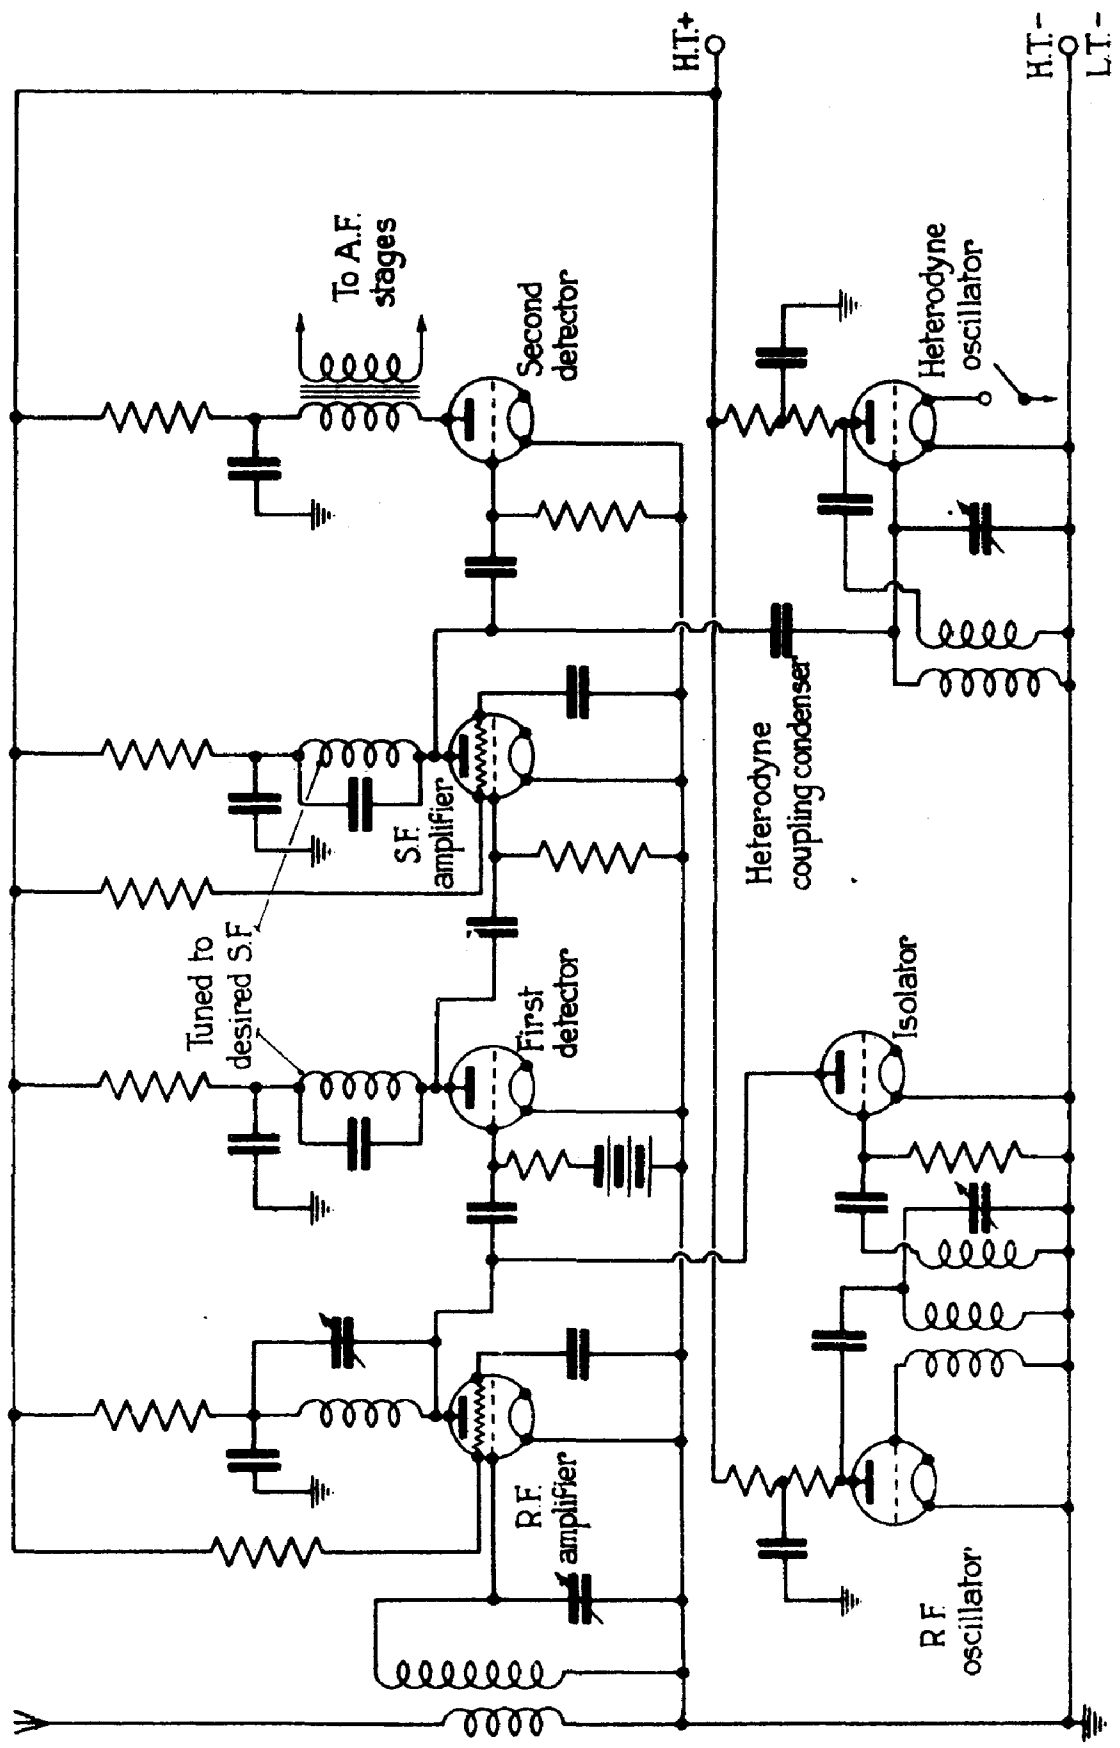 Tuned to
desired S.F
To A.F.
stages
R.F.
amplifier
First
detector
S.F.
amplifier
Second
detector
H.T.+
Heterodyne
coupling condenser
R F.
oscillator
Isolator
Heterodyne
oscillator
H.T. -
L.T. -